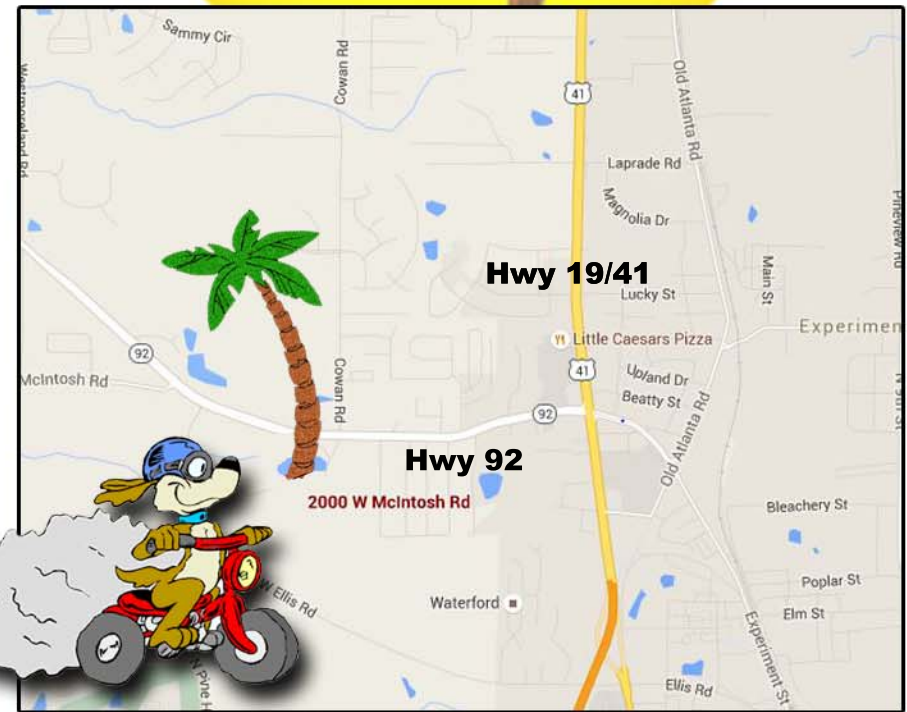 Sammy Cir
Cowan Rd
41
Old Atlanta Rd
Westmoreland Rd
Laprade Rd
Magnolia Dr
Pineview Rd
Main St
Hwy 19/41
Lucky St
Experimen
Little Caesars Pizza
92
41
McIntosh Rd
Cowan Rd
Upland Dr
Beatty St
92
Old Atlanta Rd
Hwy 92
2000 W McIntosh Rd
Bleachery St
Poplar St
W Ellis Rd
Waterford
Elm St
Experiment St
Ellis Rd
N Pine H